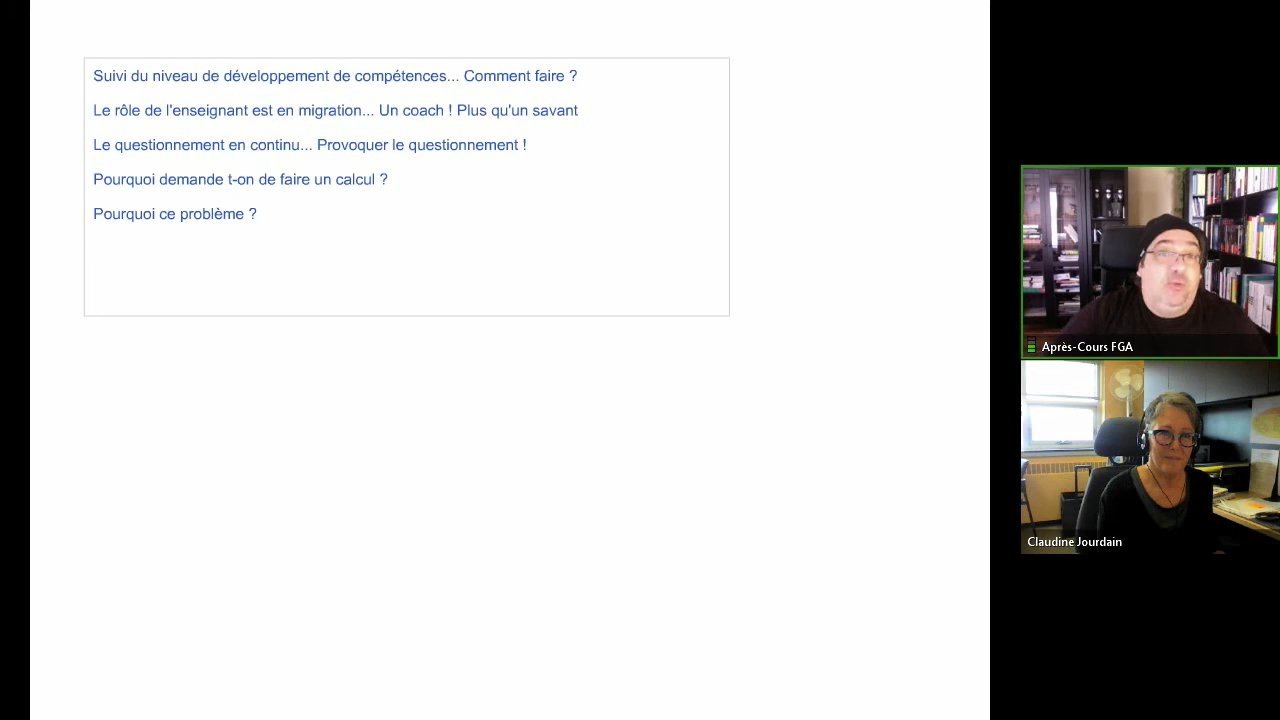 Suivi du niveau de développement de compétences... Comment faire ?
Le rôle de l'enseignant est en migration... Un coach ! Plus qu'un savant
Le questionnement en continu... Provoquer le questionnement !
Pourquoi demande t-on de faire un calcul ?
Pourquoi ce problème ?
Après-Cours FGA
Claudine Jourdain